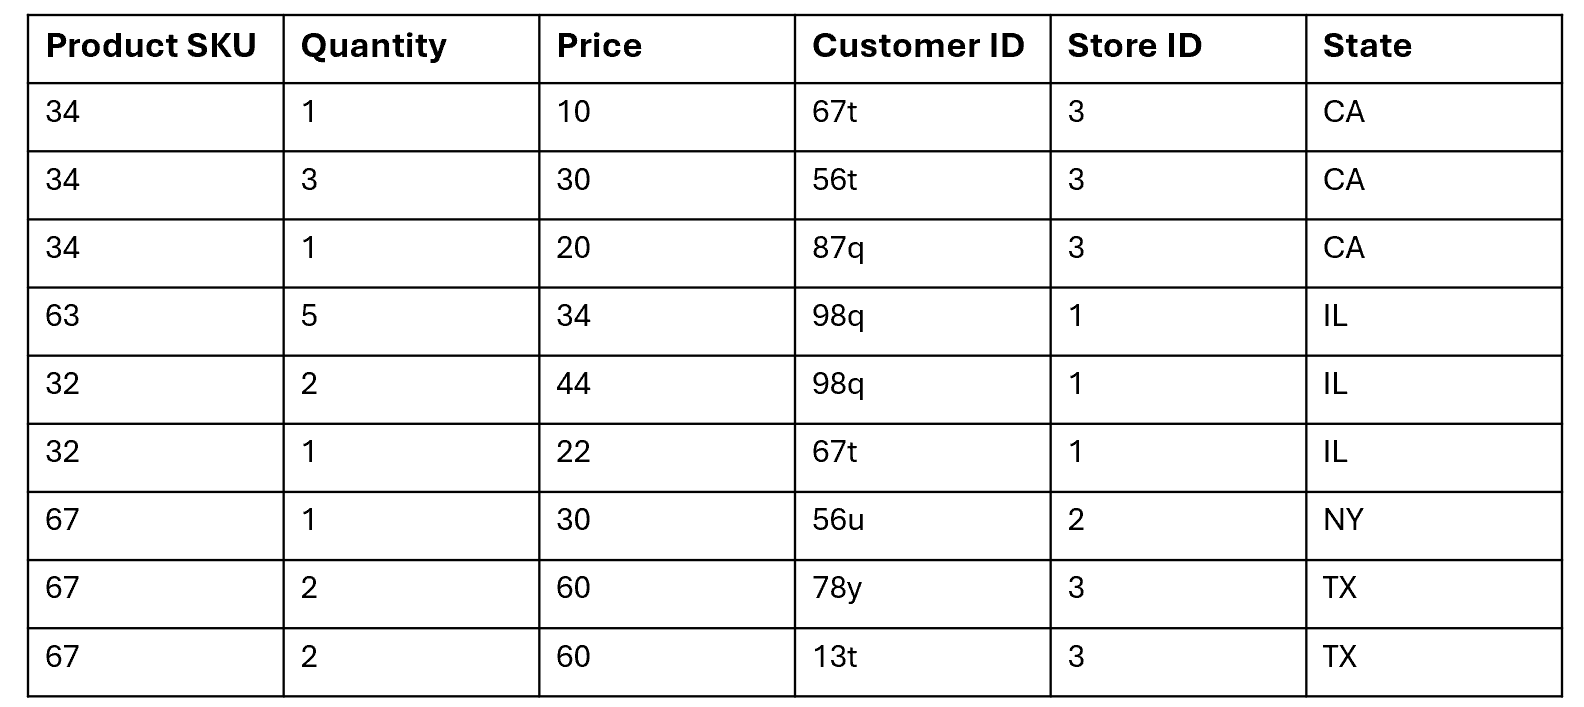 Product SKU Quantity Price Customer ID Store ID State
34 1 10 67t 3 CA
34 3 30 56t 3 CA
34 1 20 87q 3 CA
63 5 34 98q 1 IL
32 2 44 98q 1 IL
32 1 22 67t 1 IL
67 1 30 56u 2 NY
67 2 60 78y 3 TX
67 2 60 13t 3 TX